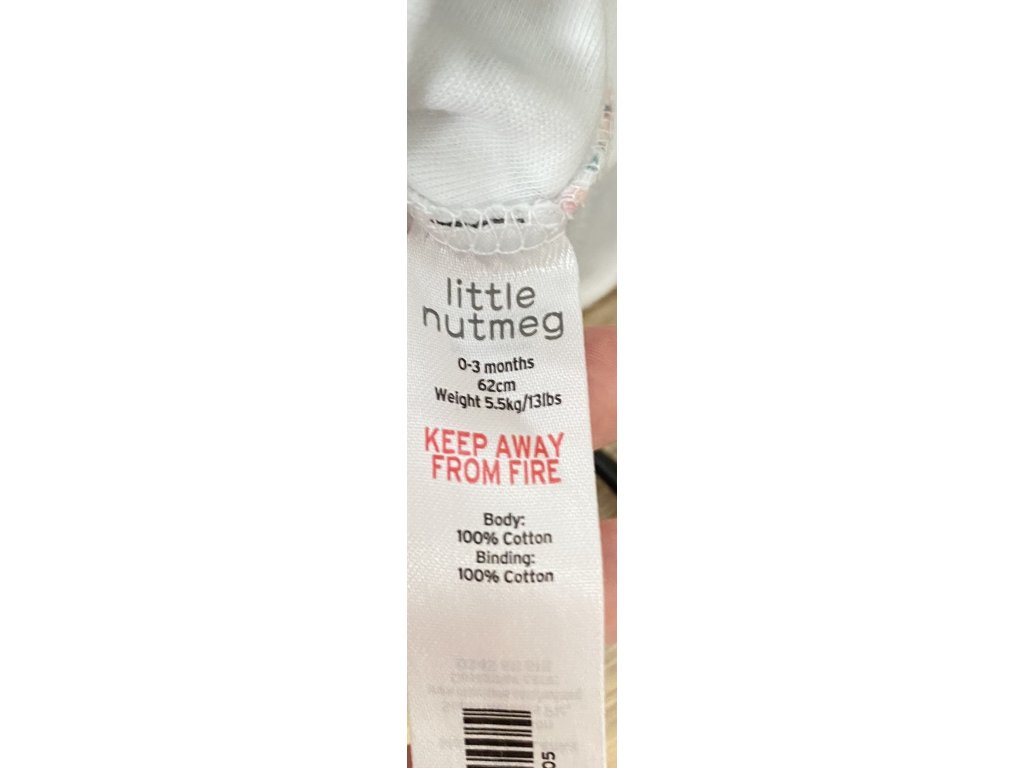 little
nutmeg
0-3 months
62cm
Weight 5.5kg/13lbs
KEEP AWAY
FROM FIRE
Body:
100% Cotton
Binding:
100% Cotton
05